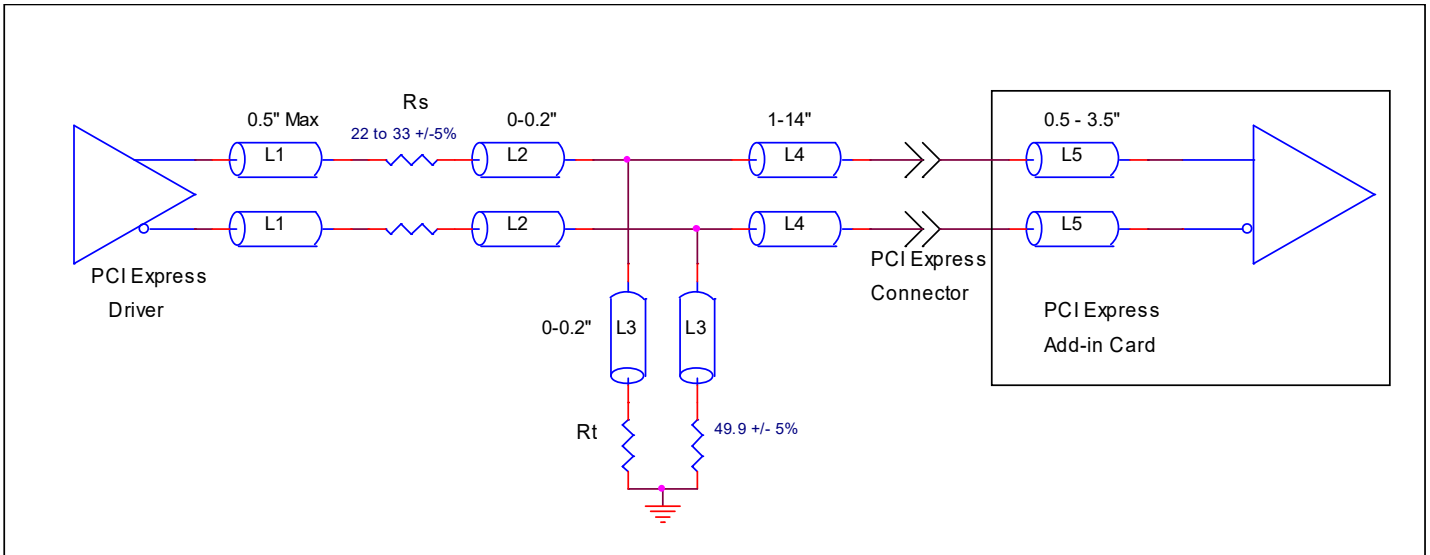 Rs
0.5" Max
22 to 33 +/-5%
0-0.2"
1-14"
0.5 - 3.5"
L1
L2
L4
L5
L1
L2
L4
L5
PCI Express
Driver
PCI Express
Connector
PCI Express
Add-in Card
0-0.2"
L3
L3
Rt
49.9 +/- 5%